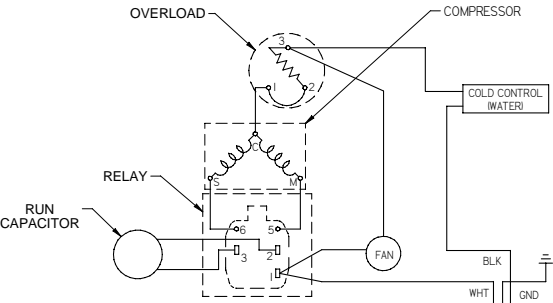 OVERLOAD
COMPRESSOR
3
1
2
COLD CONTROL
(WATER)
C
S
M
RELAY
RUN
CAPACITOR
6
5
3
2
1
FAN
BLK
WHT
GND